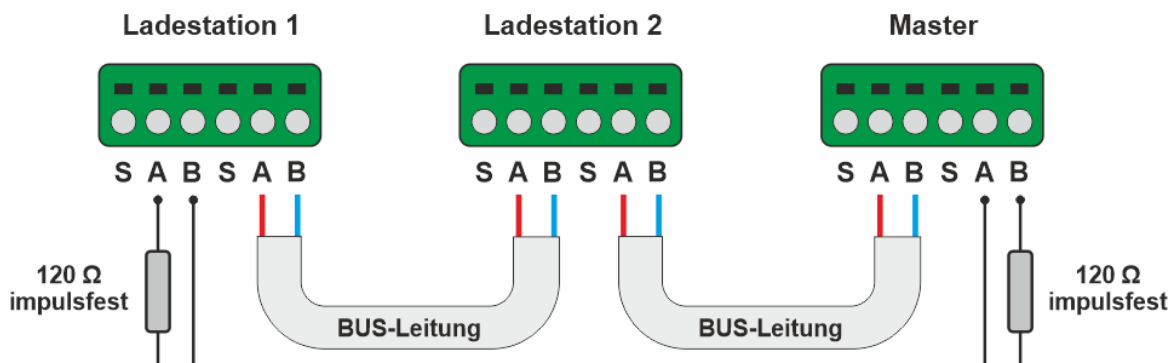 Ladestation 1
Ladestation 2
Master
S A B S A B
S A B S A B
S A B S A B
120 Ω
impulsfest
BUS-Leitung
BUS-Leitung
120 Ω
impulsfest